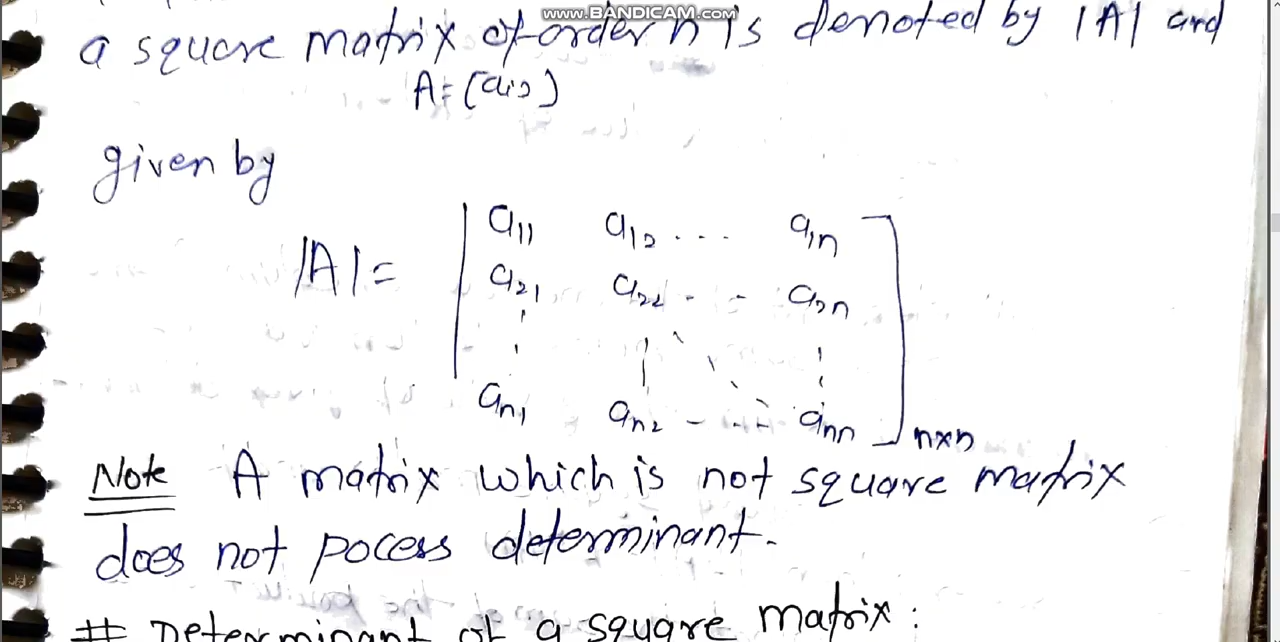 www.BANDICAM.com
a square matrix of order n is denoted by |A| and
A = [aij]
given by
|A| =
a11 a12 ... a1n
a21 a22 - - a2n
an1 an2 - ... ann
n×n
Note A matrix which is not square matrix
does not pocess determinant.
# Determinant of a square matrix: